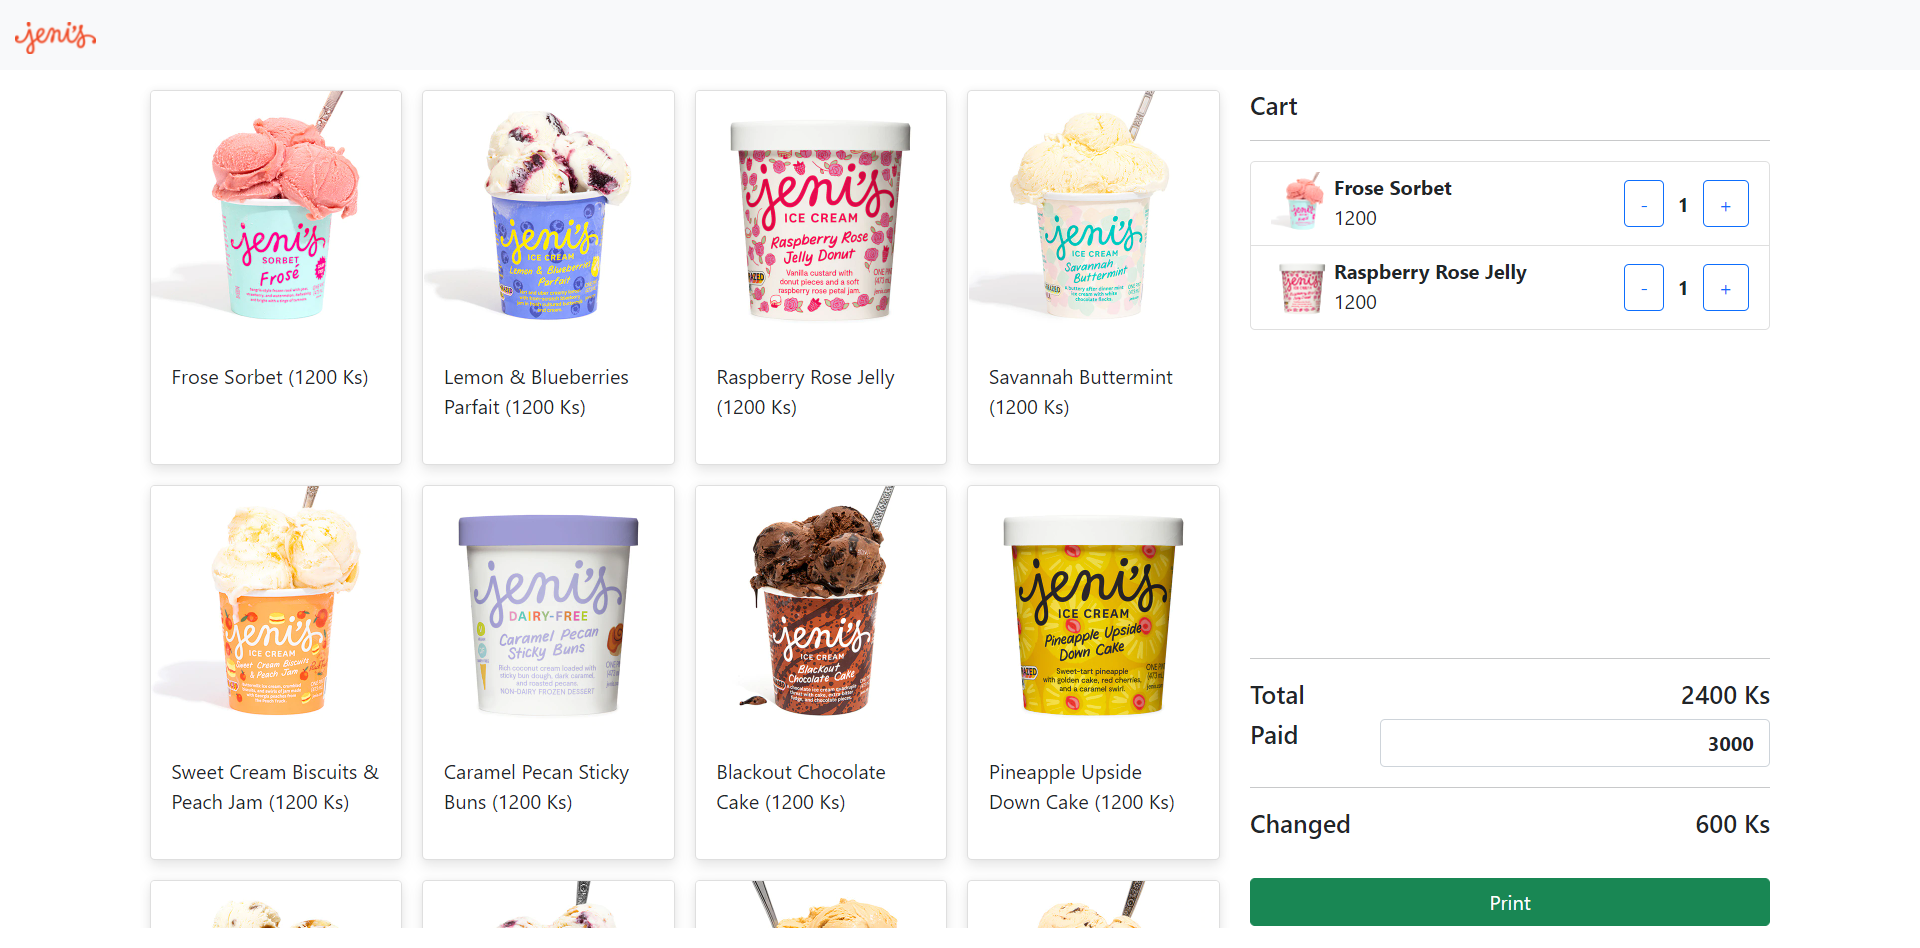 jeni's
jeni's
SORBET
Frosé
Frose Sorbet (1200 Ks)
jeni's
ICE CREAM
Lemon & Blueberries
Parfait
Lemon & Blueberries
Parfait (1200 Ks)
jeni's
ICE CREAM
Raspberry Rose
Jelly Donut
Vanilla custard with
donut pieces and a soft
raspberry rose petal jam.
Raspberry Rose Jelly
(1200 Ks)
jeni's
ICE CREAM
Savannah
Buttermint
Savannah Buttermint
(1200 Ks)
jeni's
ICE CREAM
Sweet Cream Biscuits
& Peach Jam
Sweet Cream Biscuits &
Peach Jam (1200 Ks)
jeni's
DAIRY-FREE
Caramel Pecan
Sticky Buns
Rich coconut cream loaded with
sticky bun dough, dark caramel,
and roasted pecans.
NON-DAIRY FROZEN DESSERT
Caramel Pecan Sticky
Buns (1200 Ks)
jeni's
ICE CREAM
Blackout
Chocolate Cake
Blackout Chocolate
Cake (1200 Ks)
jeni's
ICE CREAM
Pineapple Upside
Down Cake
Sweet-tart pineapple
with golden cake, red cherries,
and a caramel swirl.
Pineapple Upside
Down Cake (1200 Ks)
Cart
Frose Sorbet
1200
- 1 +
Raspberry Rose Jelly
1200
- 1 +
Total 2400 Ks
Paid 3000
Changed 600 Ks
Print